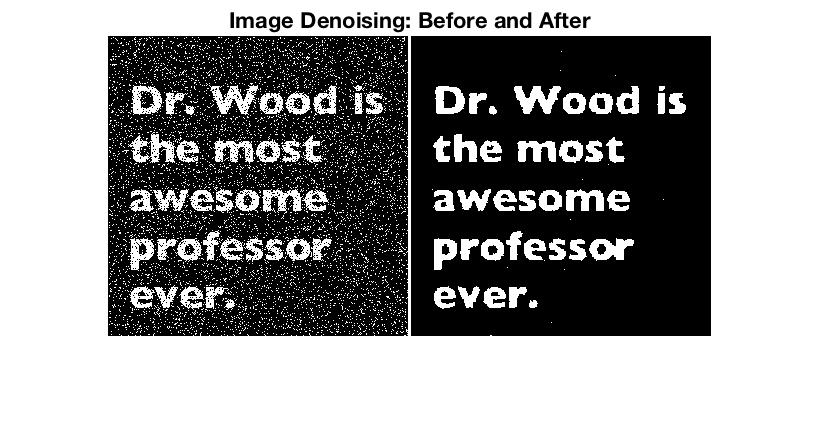 Image Denoising: Before and After
Dr. Wood is
the most
awesome
professor
ever.
Dr. Wood is
the most
awesome
professor
ever.